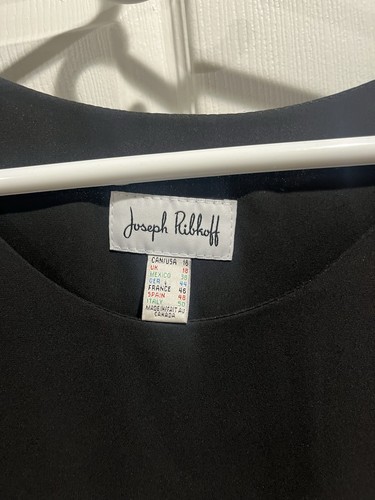 Joseph Ribkoff
CAN/USA 16
UK 18
MEXICO
GER. 44
FRANCE 46
SPAIN 48
ITALY 50
MADE IN/FAIT AU
CANADA